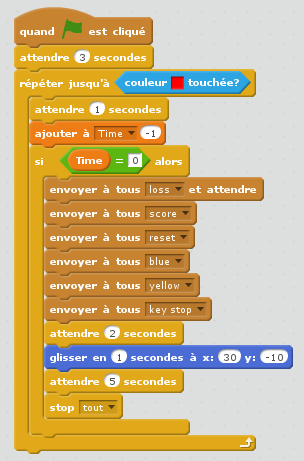 quand est cliqué
attendre 3 secondes
répéter jusqu'à couleur touchée?
attendre 1 secondes
ajouter à Time -1
si Time = 0 alors
envoyer à tous loss et attendre
envoyer à tous score
envoyer à tous reset
envoyer à tous blue
envoyer à tous yellow
envoyer à tous key stop
attendre 2 secondes
glisser en 1 secondes à x: 30 y: -10
attendre 5 secondes
stop tout